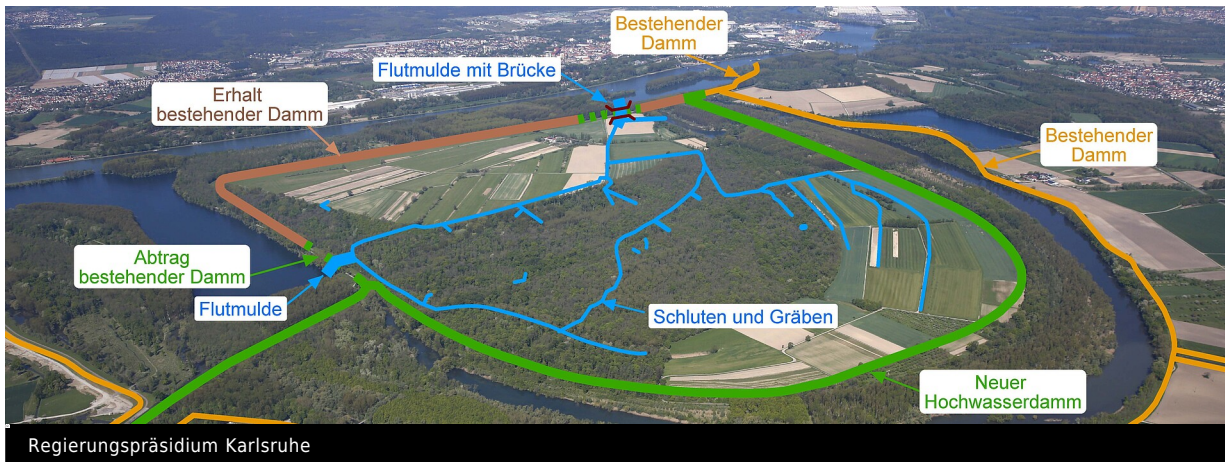 Bestehender
Damm
Flutmulde mit Brücke
Erhalt
bestehender Damm
Bestehender
Damm
Abtrag
bestehender Damm
Flutmulde
Schluten und Gräben
Neuer
Hochwasserdamm
Regierungspräsidium Karlsruhe